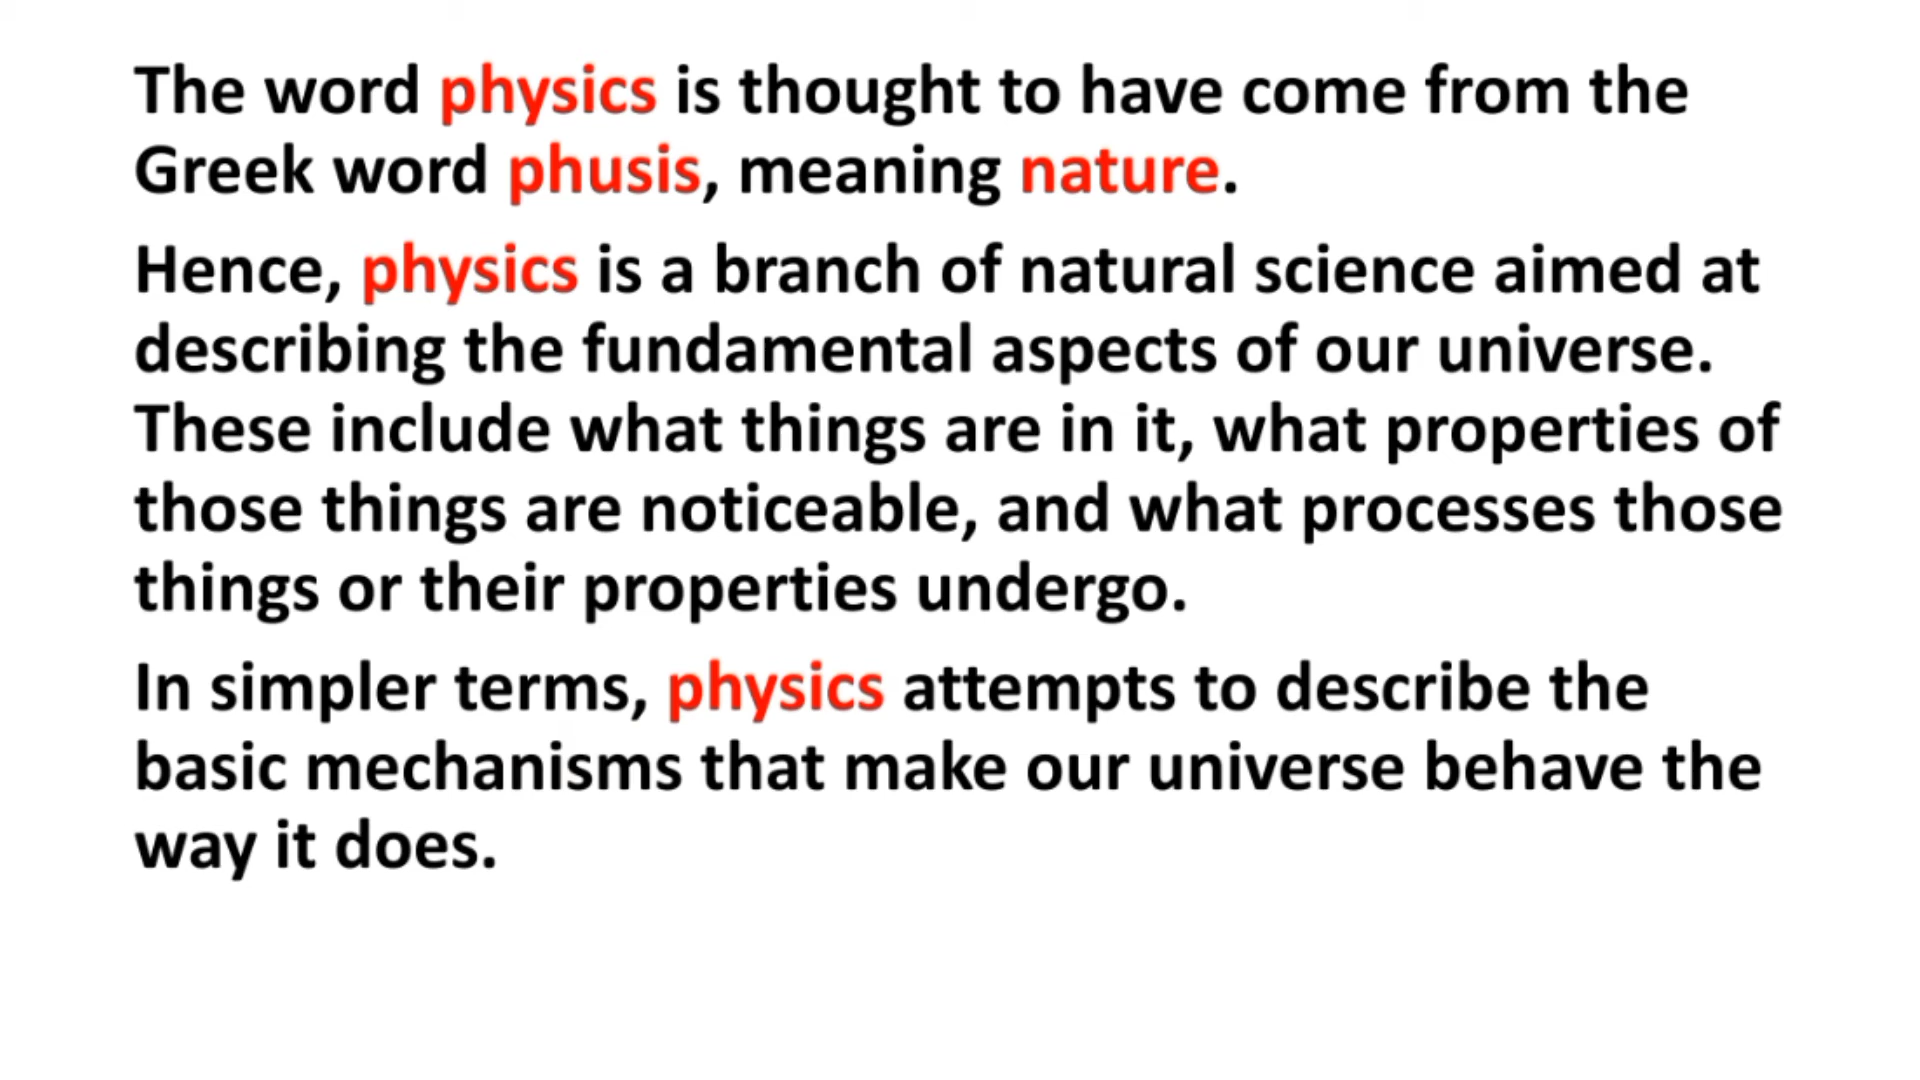 The word physics is thought to have come from the
Greek word phusis, meaning nature.
Hence, physics is a branch of natural science aimed at
describing the fundamental aspects of our universe.
These include what things are in it, what properties of
those things are noticeable, and what processes those
things or their properties undergo.
In simpler terms, physics attempts to describe the
basic mechanisms that make our universe behave the
way it does.